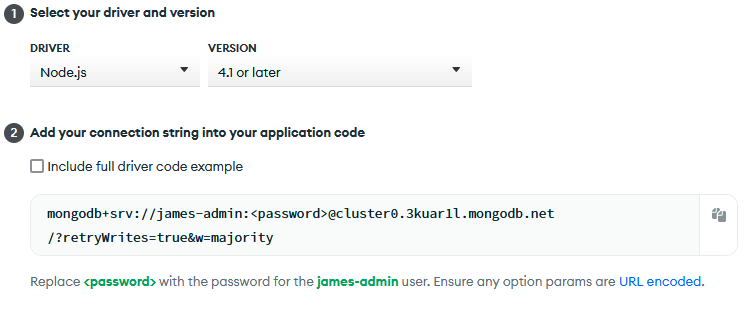 1 Select your driver and version
DRIVER VERSION
Node.js 4.1 or later
2 Add your connection string into your application code
Include full driver code example
mongodb+srv://james-admin:<password>@cluster0.3kuar1l.mongodb.net
/?retryWrites=true&w=majority
Replace <password> with the password for the james-admin user. Ensure any option params are URL encoded.